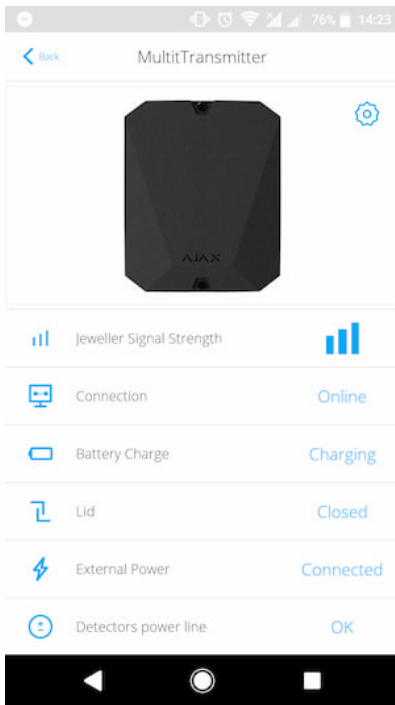 76% 14:23
Back MultitTransmitter
AJAX
Jeweller Signal Strength
Connection Online
Battery Charge Charging
Lid Closed
External Power Connected
Detectors power line OK